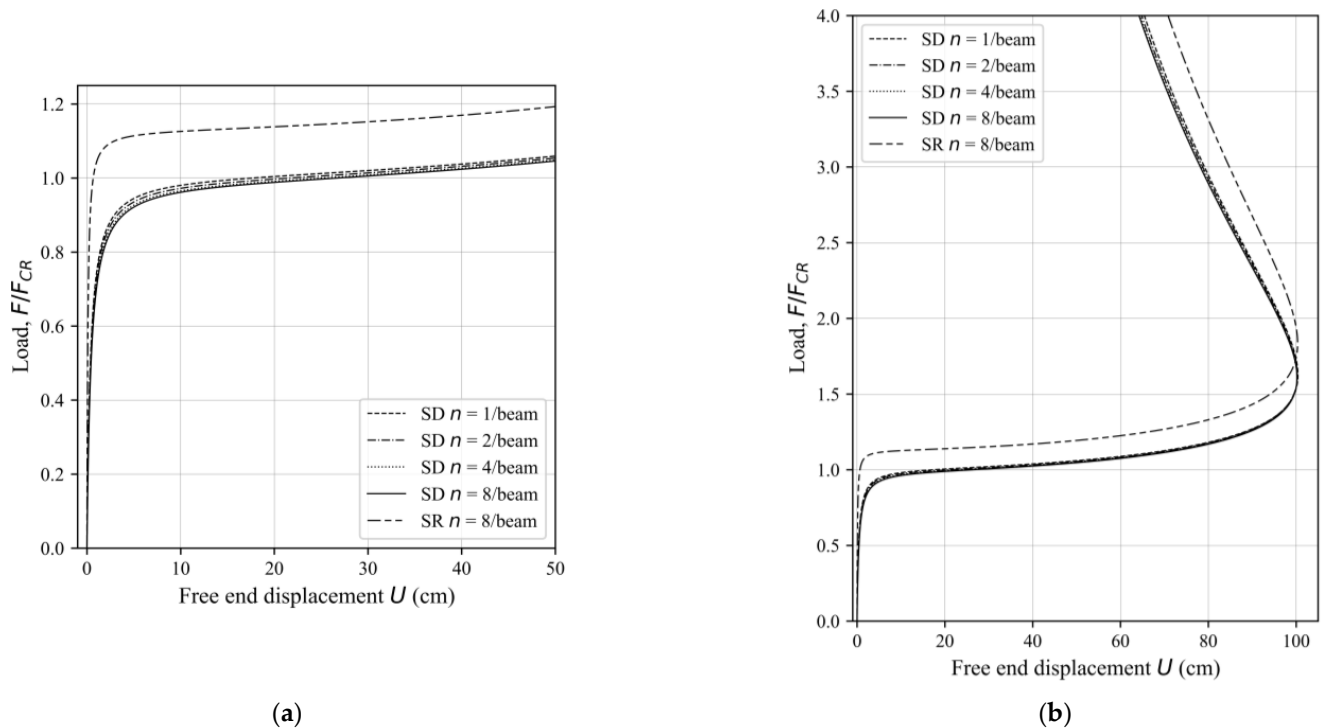 1.2
1.0
0.8
0.6
0.4
0.2
0.0
Load, F/F_CR
0 10 20 30 40 50
Free end displacement U (cm)
SD n = 1/beam
SD n = 2/beam
SD n = 4/beam
SD n = 8/beam
SR n = 8/beam
(a)
4.0
3.5
3.0
2.5
2.0
1.5
1.0
0.5
0.0
Load, F/F_CR
0 20 40 60 80 100
Free end displacement U (cm)
SD n = 1/beam
SD n = 2/beam
SD n = 4/beam
SD n = 8/beam
SR n = 8/beam
(b)